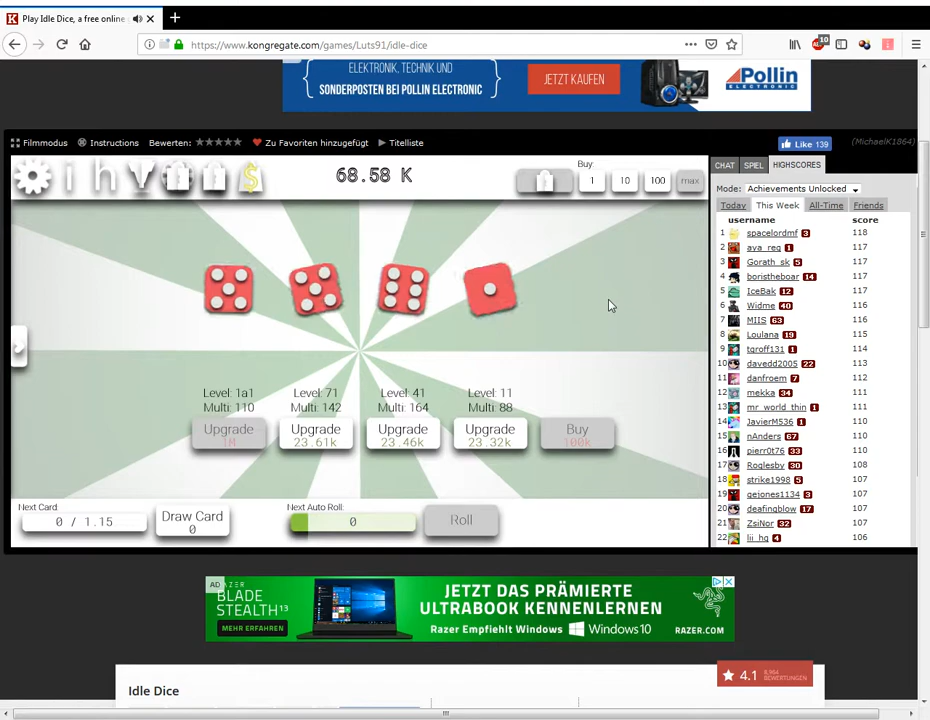 Play Idle Dice, a free online
https://www.kongregate.com/games/Luts91/idle-dice
10
{ELEKTRONIK, TECHNIK UND
SONDERPOSTEN BEI POLLIN ELECTRONIC}
JETZT KAUFEN
Pollin
ELECTRONIC
Filmmodus
Instructions
Bewerten:
Zu Favoriten hinzugefügt
Titelliste
Like 139
(MichaelK1864)
i h
$
68.58 K
Buy:
1 10 100 max
CHAT SPEL HIGHSCORES
Mode: Achievements Unlocked
Today This Week All-Time Friends
username score
1 spacelordmf 3 118
2 ava_req 1 117
3 Gorath_sk 5 117
4 boristheboar 14 117
5 IceBak 12 117
6 Widme 40 116
7 MIIS 63 116
8 Loulana 19 115
9 tgroff131 1 114
10 davedd2005 22 113
11 danfroem 7 112
12 mekka 34 111
13 mr_world_thin 1 111
14 JavierM536 1 110
15 nAnders 67 110
16 pierr0t76 33 110
17 Roglesby 30 108
18 strike1998 5 107
19 gejones1134 3 107
20 deafingblow 17 107
21 ZsiNor 32 107
22 lii_hg 4 106
Level: 1a1
Multi: 110
Upgrade
1M
Level: 71
Multi: 142
Upgrade
23.61k
Level: 41
Multi: 164
Upgrade
23.46k
Level: 11
Multi: 88
Upgrade
23.32k
Buy
100k
Next Card:
0 / 1.15
Draw Card
0
Next Auto Roll:
0
Roll
AD
RAZER
BLADE
STEALTH13
MEHR ERFAHREN
JETZT DAS PRÄMIERTE
ULTRABOOK KENNENLERNEN
Razer Empfiehlt Windows
Windows10
RAZER.COM
4.1
8,964
BEWERTUNGEN
Idle Dice